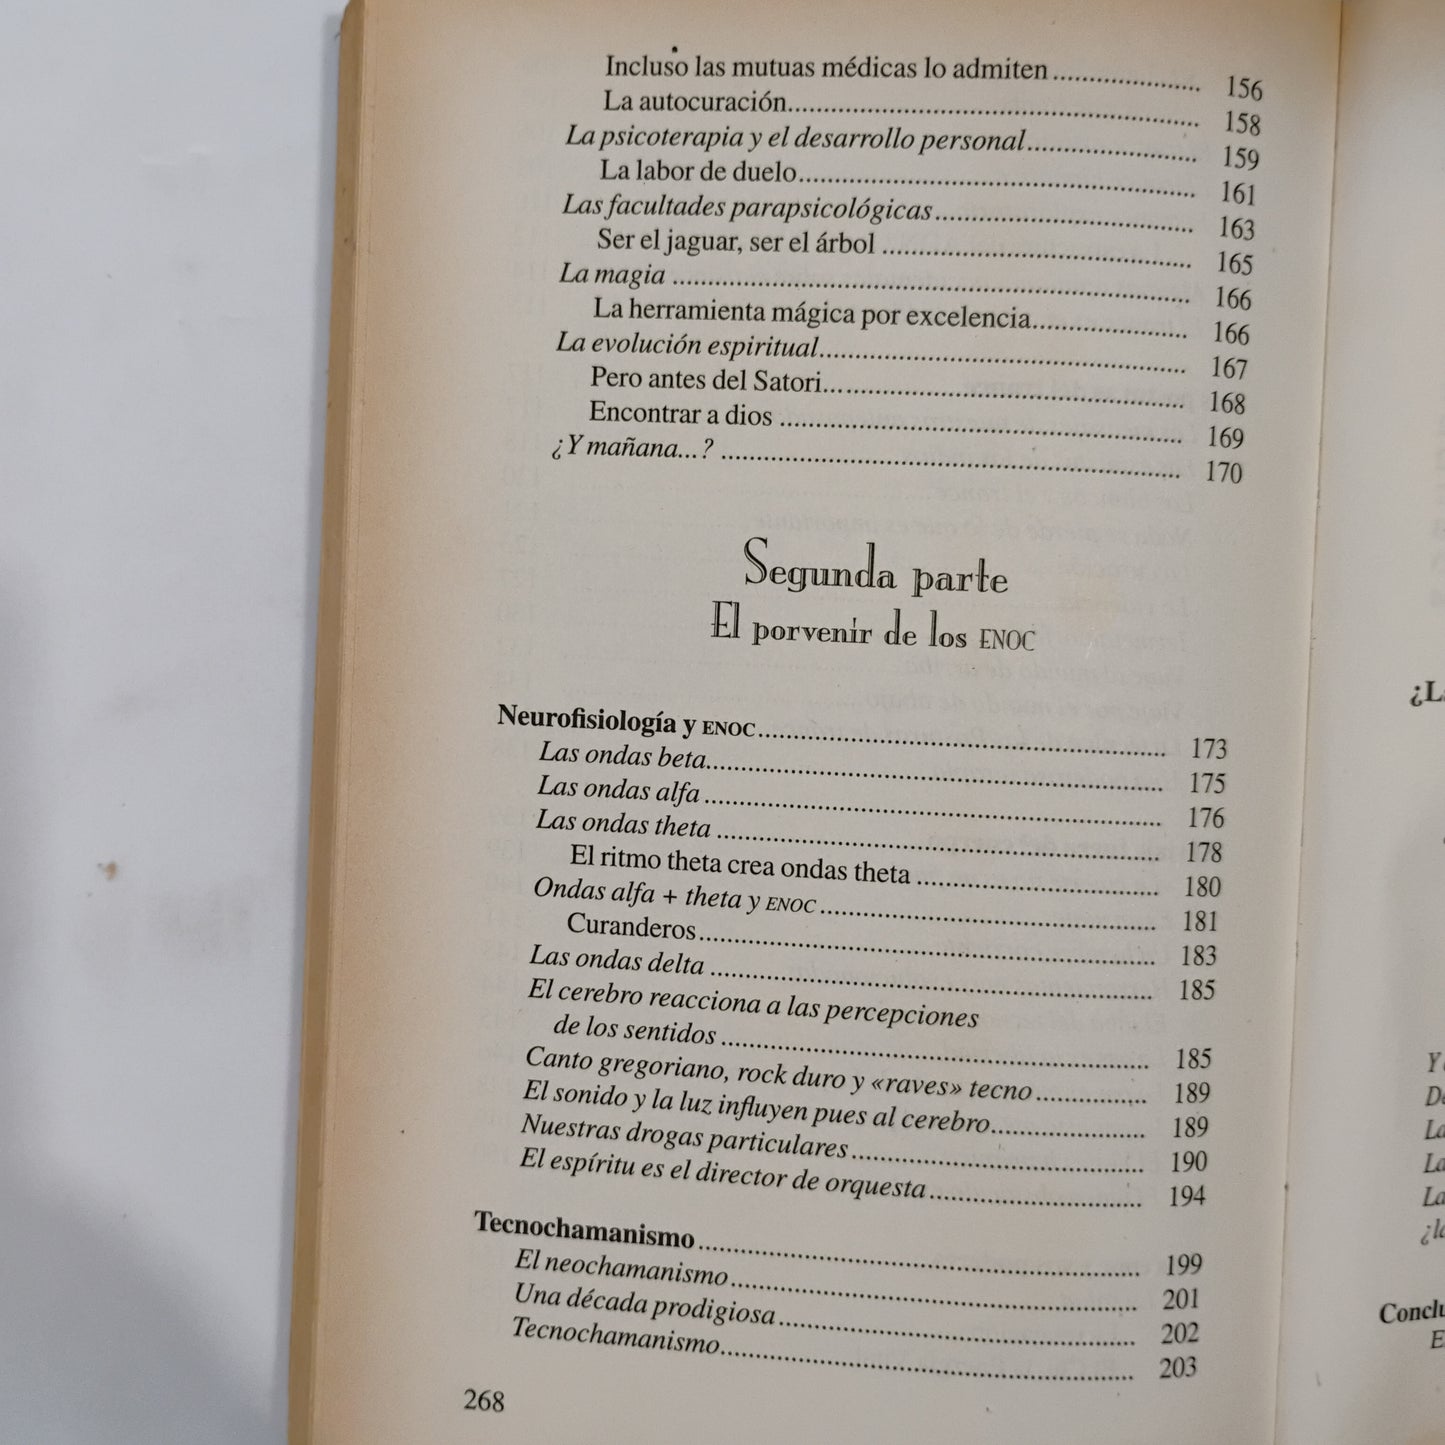 Incluso las mutuas médicas lo admiten........................ 156
La autocuración............................................................ 158
La psicoterapia y el desarrollo personal......................... 159
La labor de duelo.......................................................... 161
Las facultades parapsicológicas...................................... 163
Ser el jaguar, ser el árbol ............................................. 165
La magia ........................................................................ 166
La herramienta mágica por excelencia......................... 166
La evolución espiritual.................................................... 167
Pero antes del Satori..................................................... 168
Encontrar a dios ........................................................... 169
¿Y mañana...? ................................................................ 170
Segunda parte
El porvenir de los ENOC
Neurofisiología y ENOC.................................................. 173
Las ondas beta................................................................ 175
Las ondas alfa ................................................................ 176
Las ondas theta .............................................................. 178
El ritmo theta crea ondas theta .................................... 180
Ondas alfa + theta y ENOC............................................. 181
Curanderos.................................................................... 183
Las ondas delta .............................................................. 185
El cerebro reacciona a las percepciones
de los sentidos .............................................................. 185
Canto gregoriano, rock duro y «raves» tecno ................ 189
El sonido y la luz influyen pues al cerebro...................... 189
Nuestras drogas particulares.......................................... 190
El espíritu es el director de orquesta............................... 194
Tecnochamanismo........................................................... 199
El neochamanismo......................................................... 201
Una década prodigiosa.................................................. 202
Tecnochamanismo.......................................................... 203
268